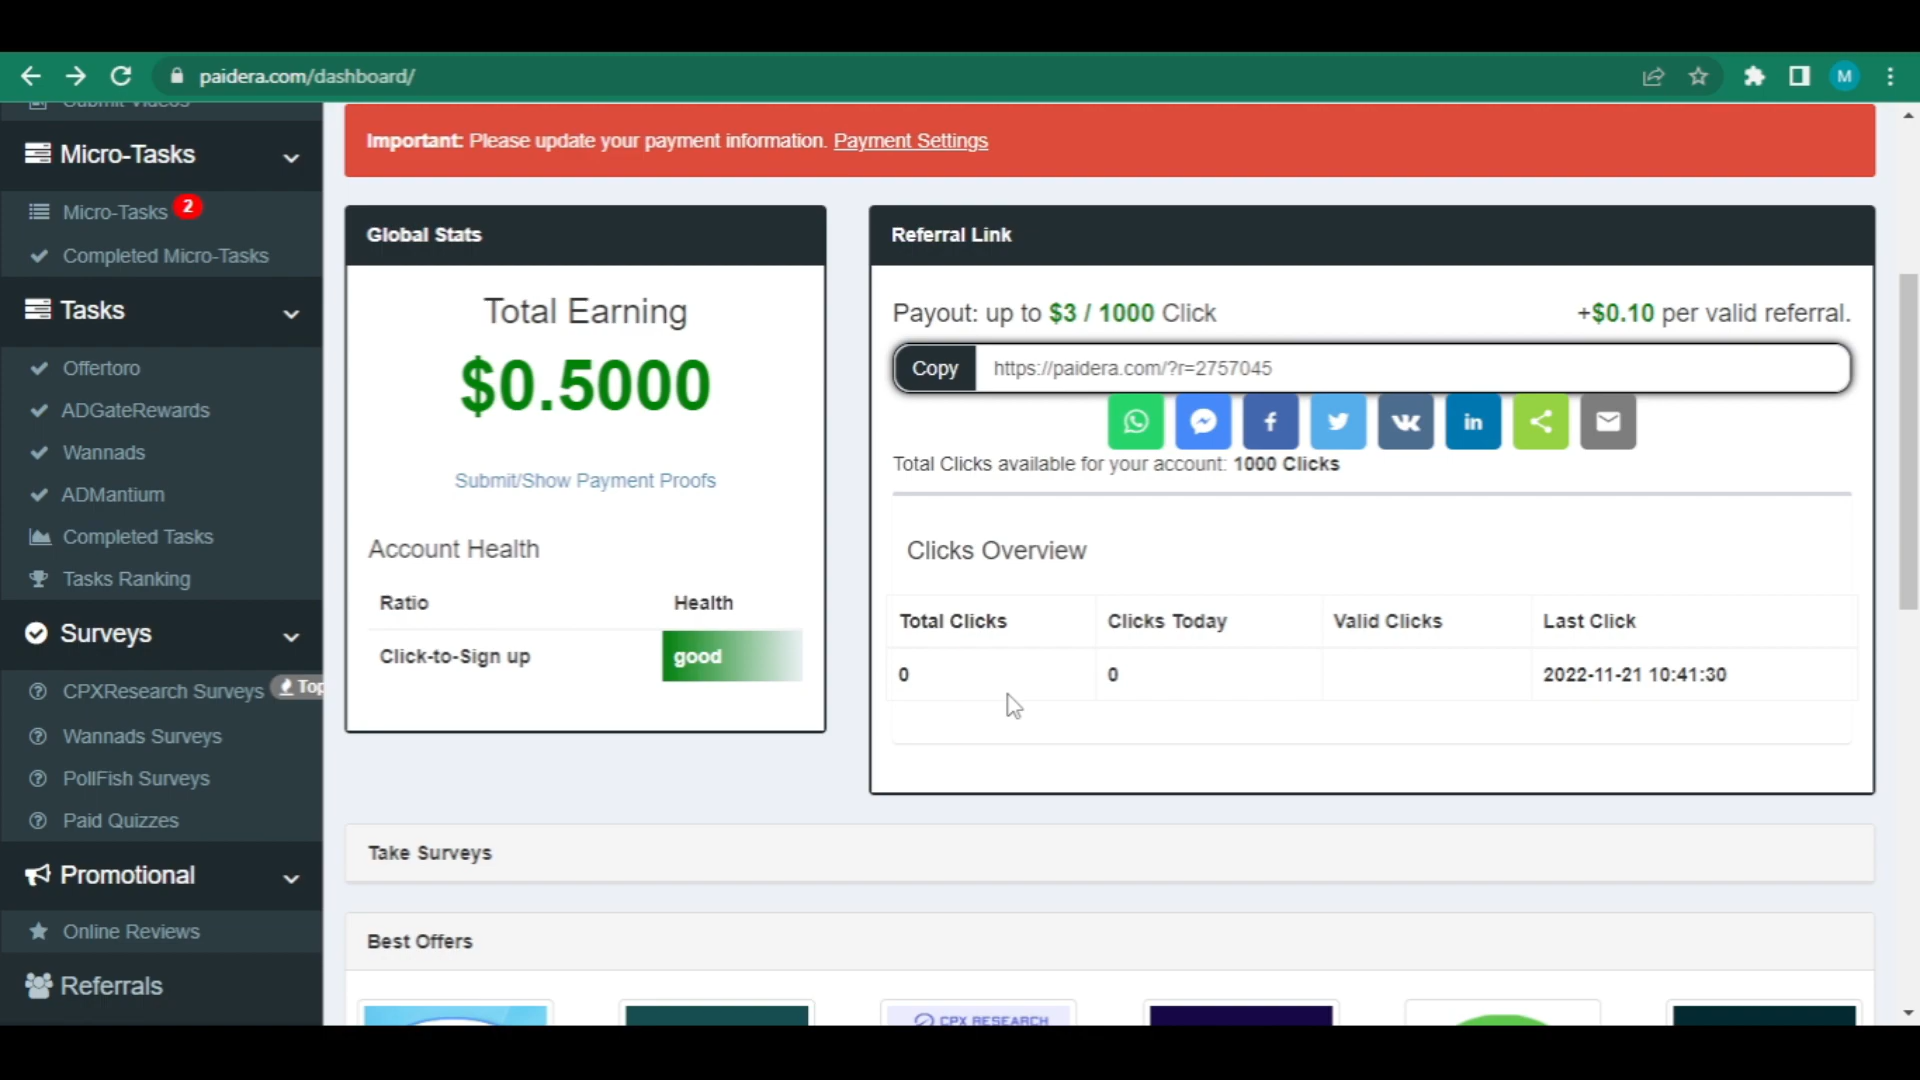 paidera.com/dashboard/
M
Submit Videos
Micro-Tasks
Micro-Tasks 2
Completed Micro-Tasks
Tasks
Offertoro
ADGateRewards
Wannads
ADMantium
Completed Tasks
Tasks Ranking
Surveys
CPXResearch Surveys Top
Wannads Surveys
PollFish Surveys
Paid Quizzes
Promotional
Online Reviews
Referrals
Important: Please update your payment information. Payment Settings
Global Stats
Total Earning
$0.5000
Submit/Show Payment Proofs
Account Health
Ratio Health
Click-to-Sign up good
Referral Link
Payout: up to $3 / 1000 Click +$0.10 per valid referral.
Copy https://paidera.com/?r=2757045
Total Clicks available for your account: 1000 Clicks
Clicks Overview
Total Clicks Clicks Today Valid Clicks Last Click
0 0 2022-11-21 10:41:30
Take Surveys
Best Offers
CPX RESEARCH